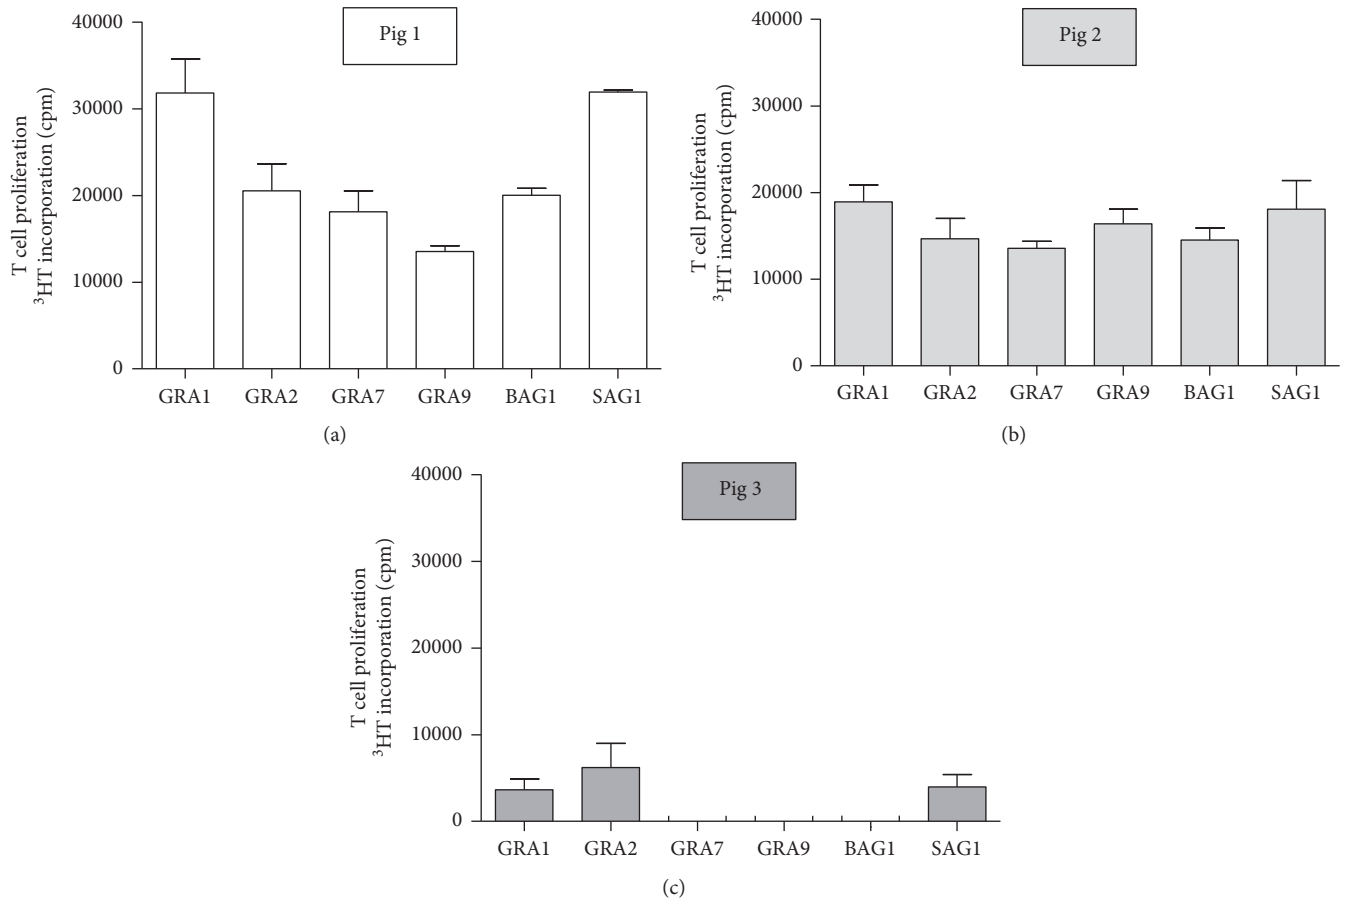 Pig 1
40000
30000
20000
10000
0
T cell proliferation
³HT incorporation (cpm)
GRA1 GRA2 GRA7 GRA9 BAG1 SAG1
(a)
Pig 2
40000
30000
20000
10000
0
T cell proliferation
³HT incorporation (cpm)
GRA1 GRA2 GRA7 GRA9 BAG1 SAG1
(b)
Pig 3
40000
30000
20000
10000
0
T cell proliferation
³HT incorporation (cpm)
GRA1 GRA2 GRA7 GRA9 BAG1 SAG1
(c)